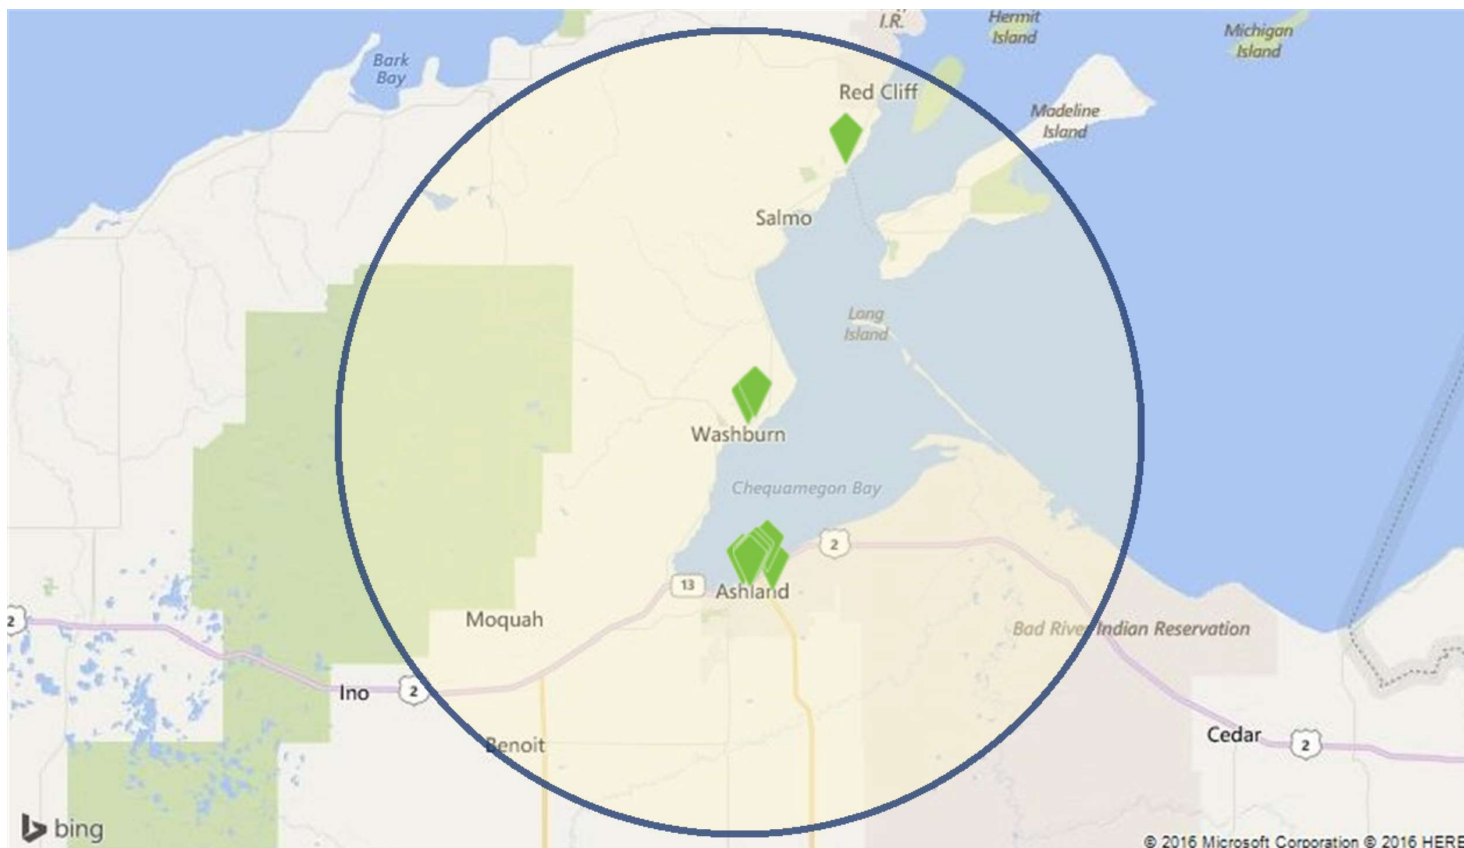 I.R.
Hermit
Island
Michigan
Island
Bark
Bay
Red Cliff
Madeline
Island
Salmo
Long
Island
Washburn
Chequamegon Bay
2
13
Ashland
Moquah
2
Bad River Indian Reservation
Ino
2
Benoit
Cedar
2
bing
© 2016 Microsoft Corporation © 2016 HERE